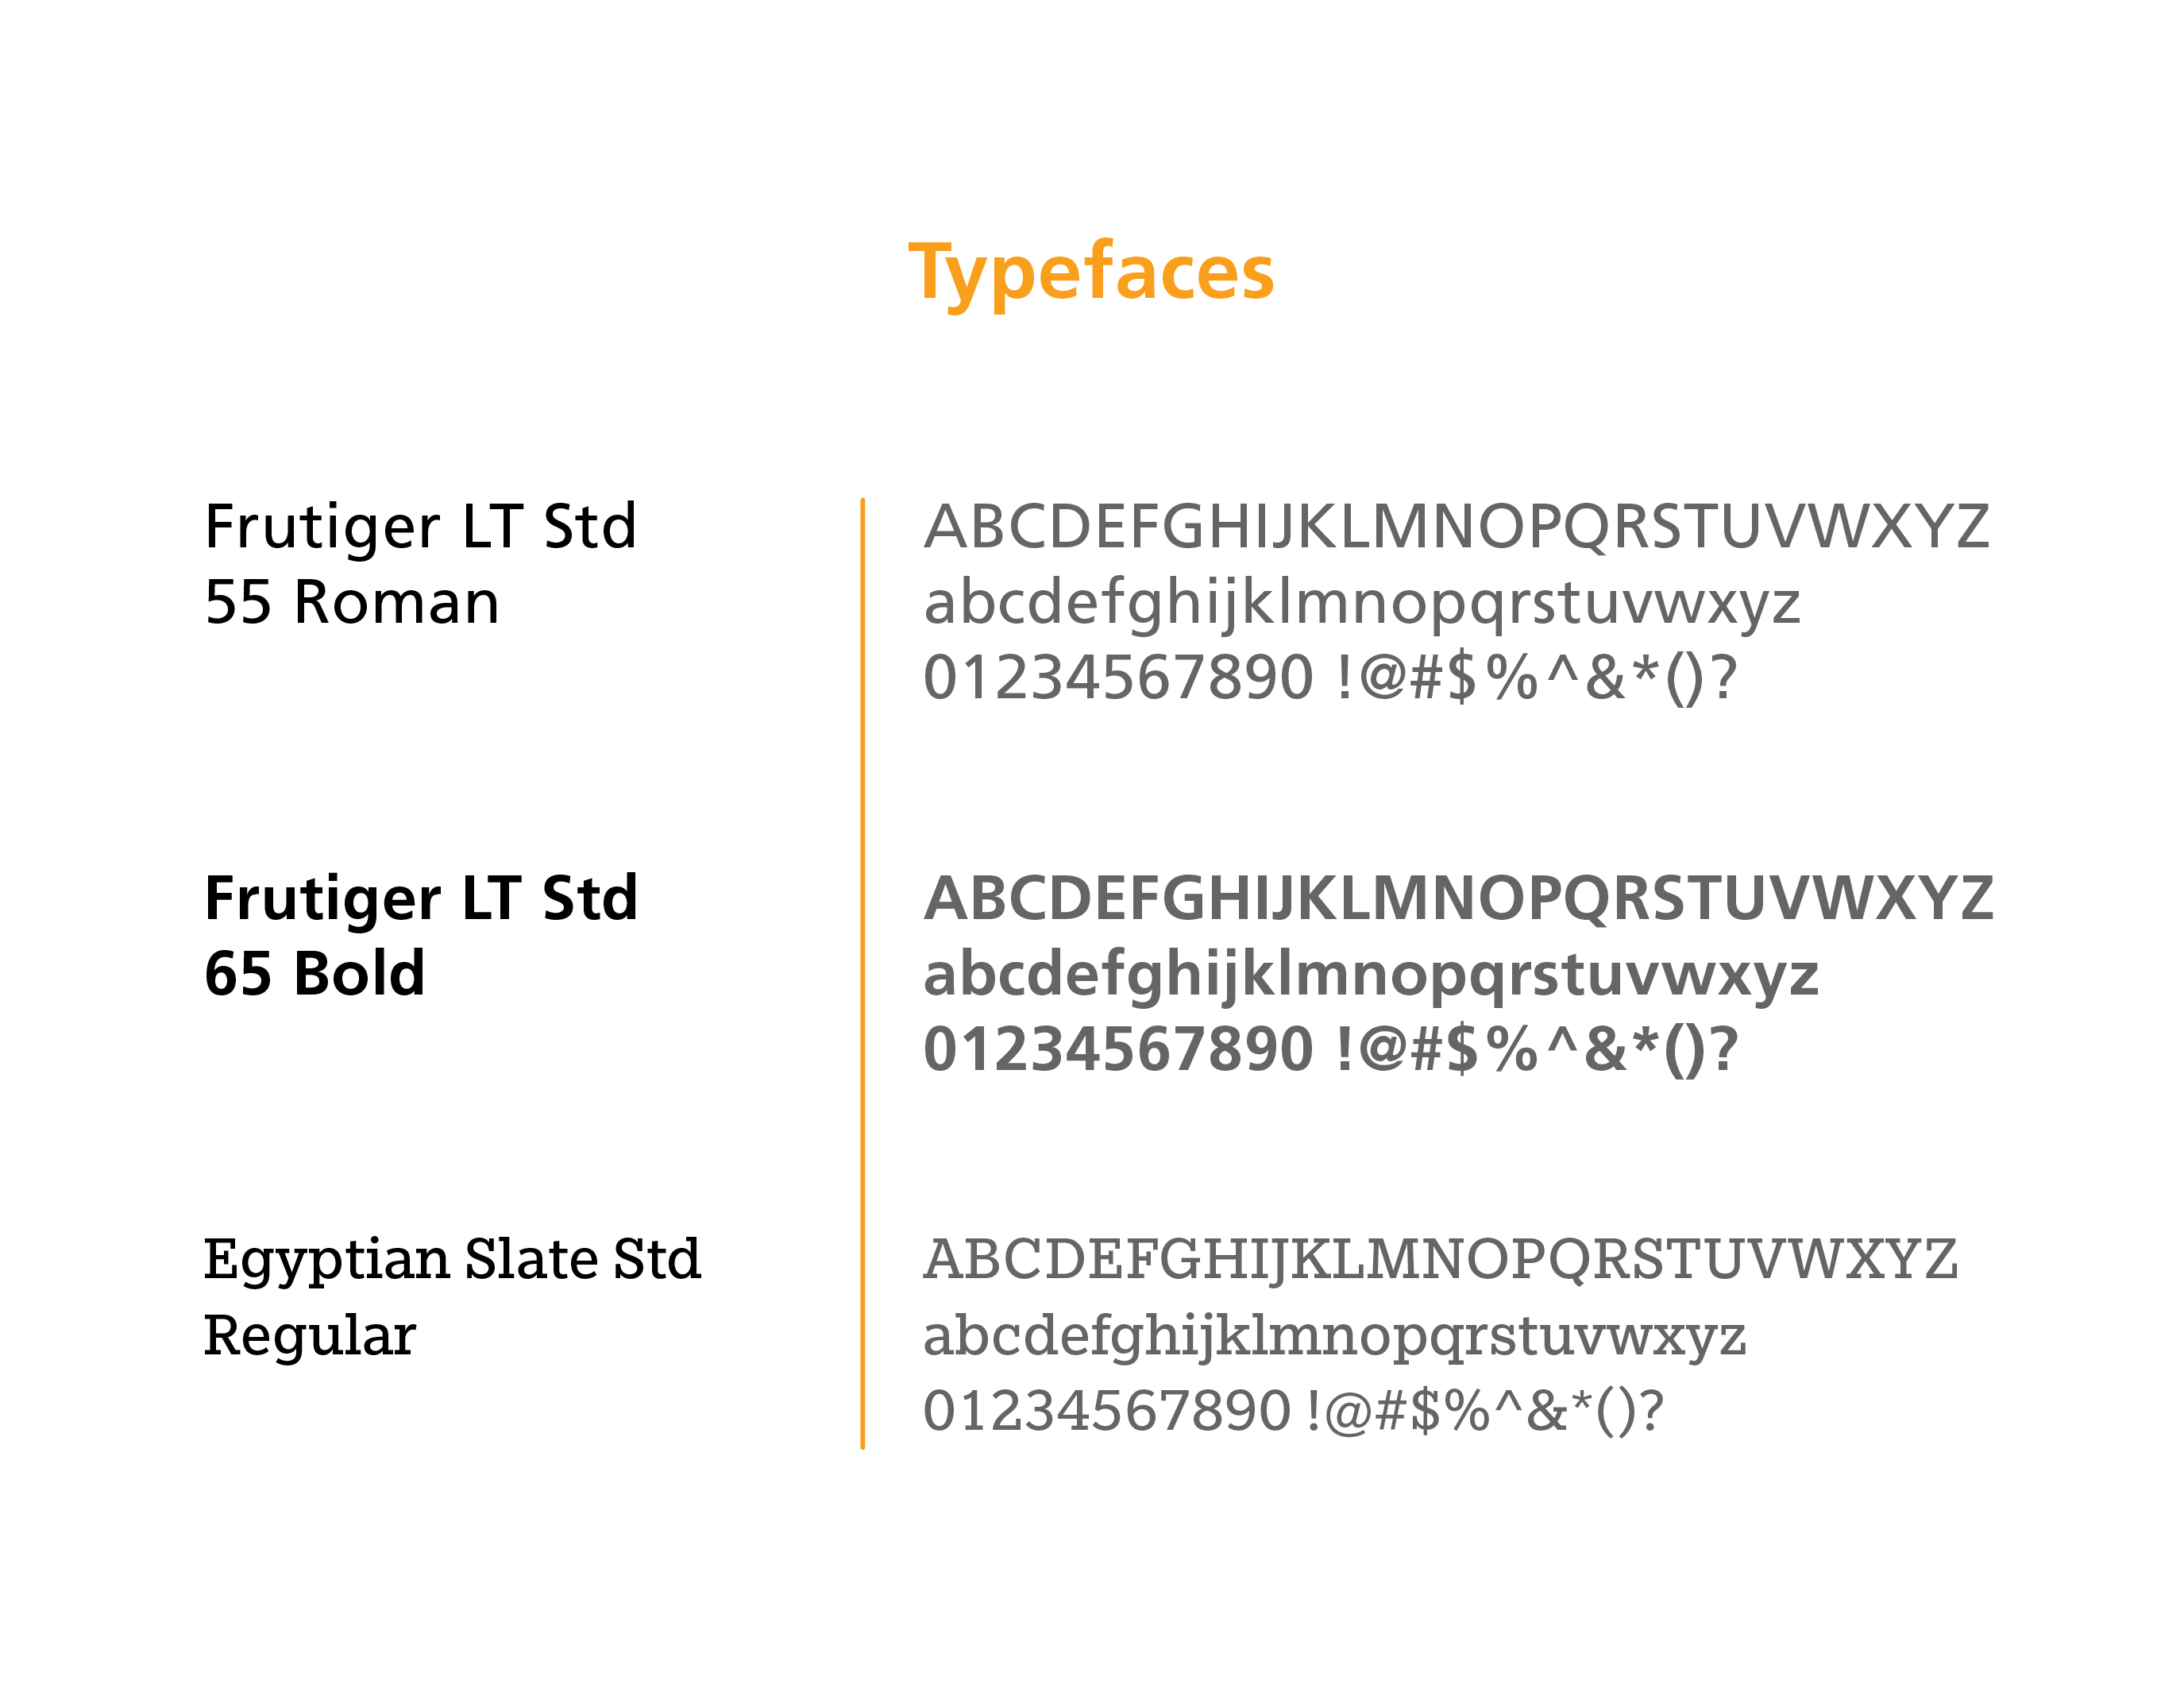 Typefaces
Frutiger LT Std
55 Roman
ABCDEFGHIJKLMNOPQRSTUVWXYZ
abcdefghijklmnopqrstuvwxyz
01234567890 !@#$%^&*()?
Frutiger LT Std
65 Bold
ABCDEFGHIJKLMNOPQRSTUVWXYZ
abcdefghijklmnopqrstuvwxyz
01234567890 !@#$%^&*()?
Egyptian Slate Std
Regular
ABCDEFGHIJKLMNOPQRSTUVWXYZ
abcdefghijklmnopqrstuvwxyz
01234567890 !@#$%^&*()?